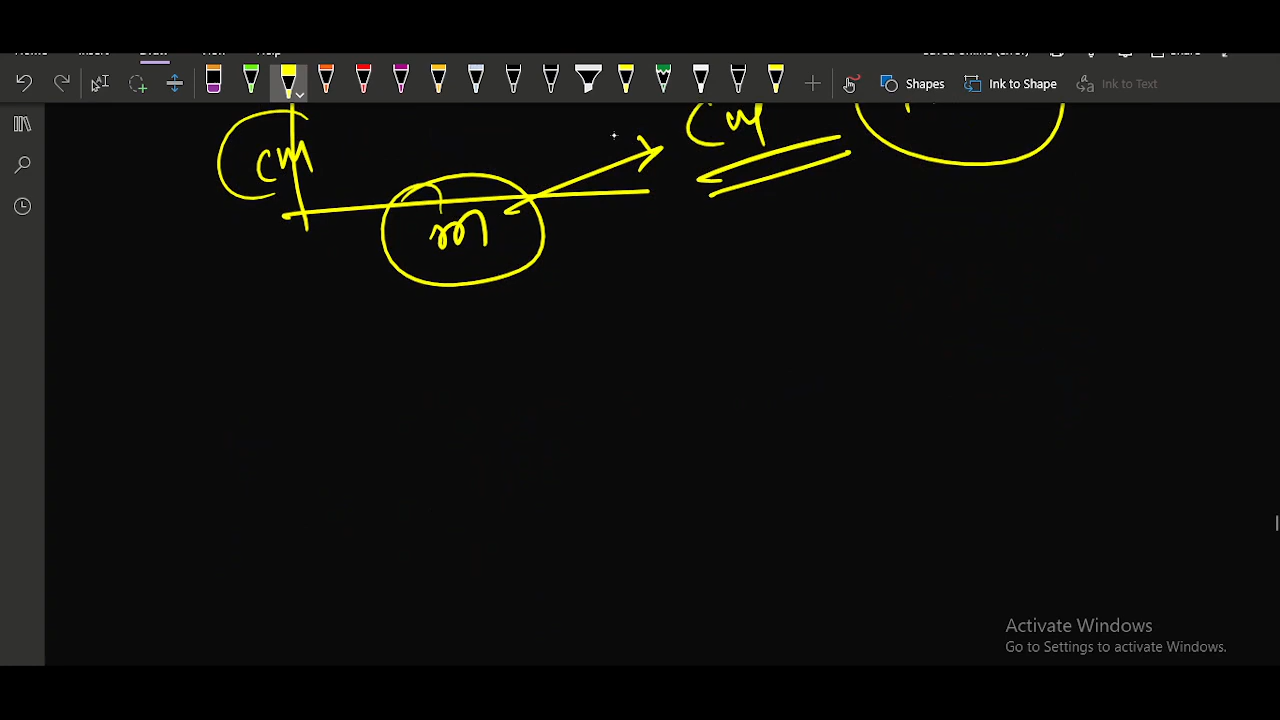 Shapes Ink to Shape Ink to Text
cm
cm
m
Activate Windows
Go to Settings to activate Windows.